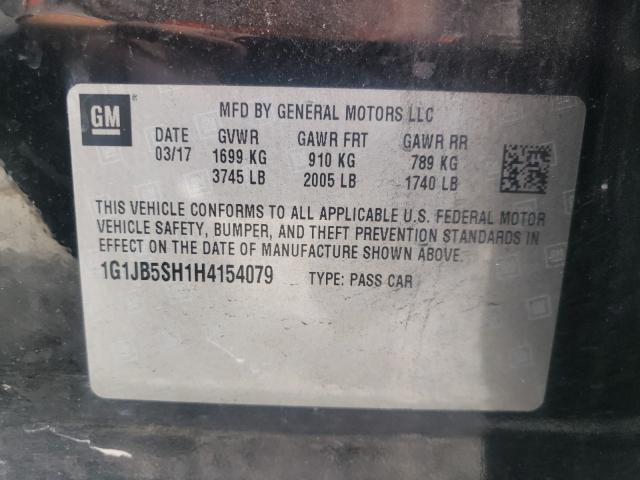 GM
MFD BY GENERAL MOTORS LLC
DATE GVWR GAWR FRT GAWR RR
03/17 1699 KG 910 KG 789 KG
3745 LB 2005 LB 1740 LB
THIS VEHICLE CONFORMS TO ALL APPLICABLE U.S. FEDERAL MOTOR
VEHICLE SAFETY, BUMPER, AND THEFT PREVENTION STANDARDS IN
EFFECT ON THE DATE OF MANUFACTURE SHOWN ABOVE.
1G1JB5SH1H4154079 TYPE: PASS CAR